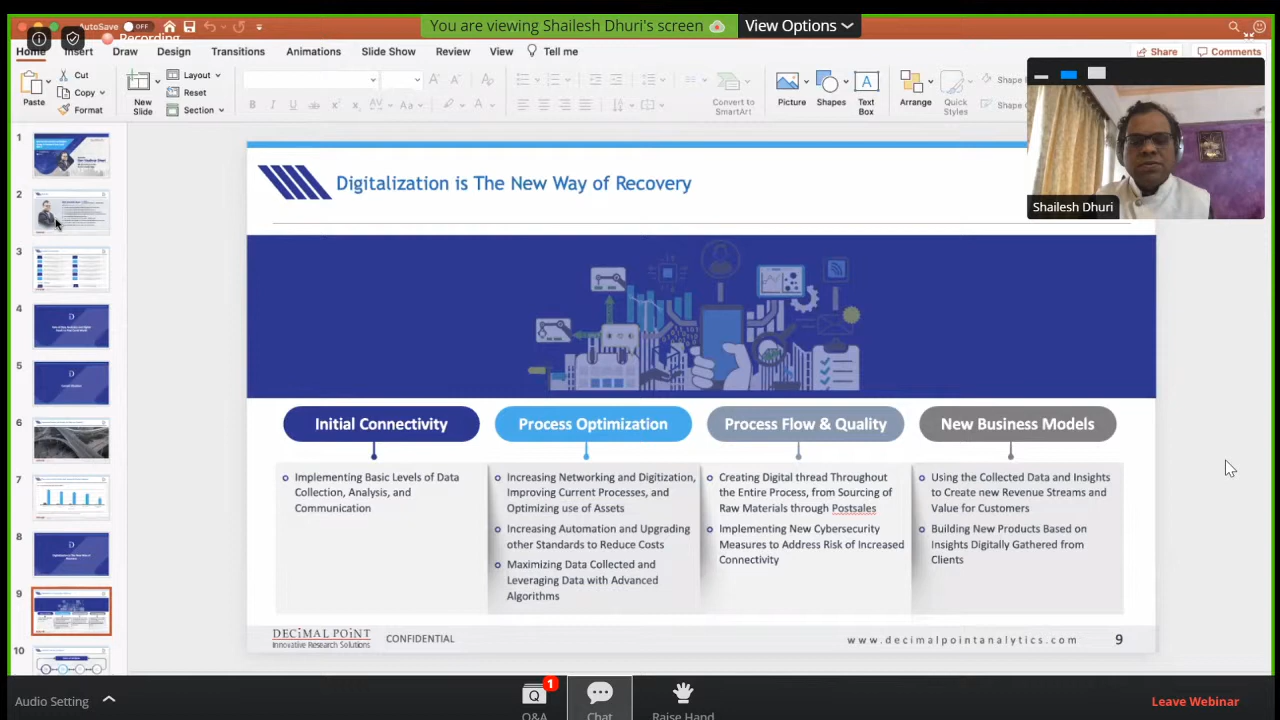 AutoSave OFF
You are viewing Shailesh Dhuri's screen
View Options
Recording
Home Insert Draw Design Transitions Animations Slide Show Review View Tell me
Share Comments
Paste
Cut
Copy
Format
New Slide
Layout
Reset
Section
Convert to SmartArt
Picture
Shapes
Text Box
Arrange
Quick Styles
Shape
Shape
Shailesh Dhuri
1
2
3
4
5
6
7
8
9
10
Digitalization is The New Way of Recovery
Initial Connectivity
Implementing Basic Levels of Data
Collection, Analysis, and
Communication
Process Optimization
Increasing Networking and Digitization,
Improving Current Processes, and
Optimizing use of Assets
Increasing Automation and Upgrading
other Standards to Reduce Costs
Maximizing Data Collected and
Leveraging Data with Advanced
Algorithms
Process Flow & Quality
Creating Digital thread Throughout
the Entire Process, from Sourcing of
Raw Materials through Postsales
Implementing New Cybersecurity
Measures to Address Risk of Increased
Connectivity
New Business Models
Using the Collected Data and Insights
to Create new Revenue Streams and
Value for Customers
Building New Products Based on
Insights Digitally Gathered from
Clients
DECIMAL POINT
Innovative Research Solutions
CONFIDENTIAL
www.decimalpointanalytics.com
9
Audio Setting
1
Q&A
Chat
Raise Hand
Leave Webinar